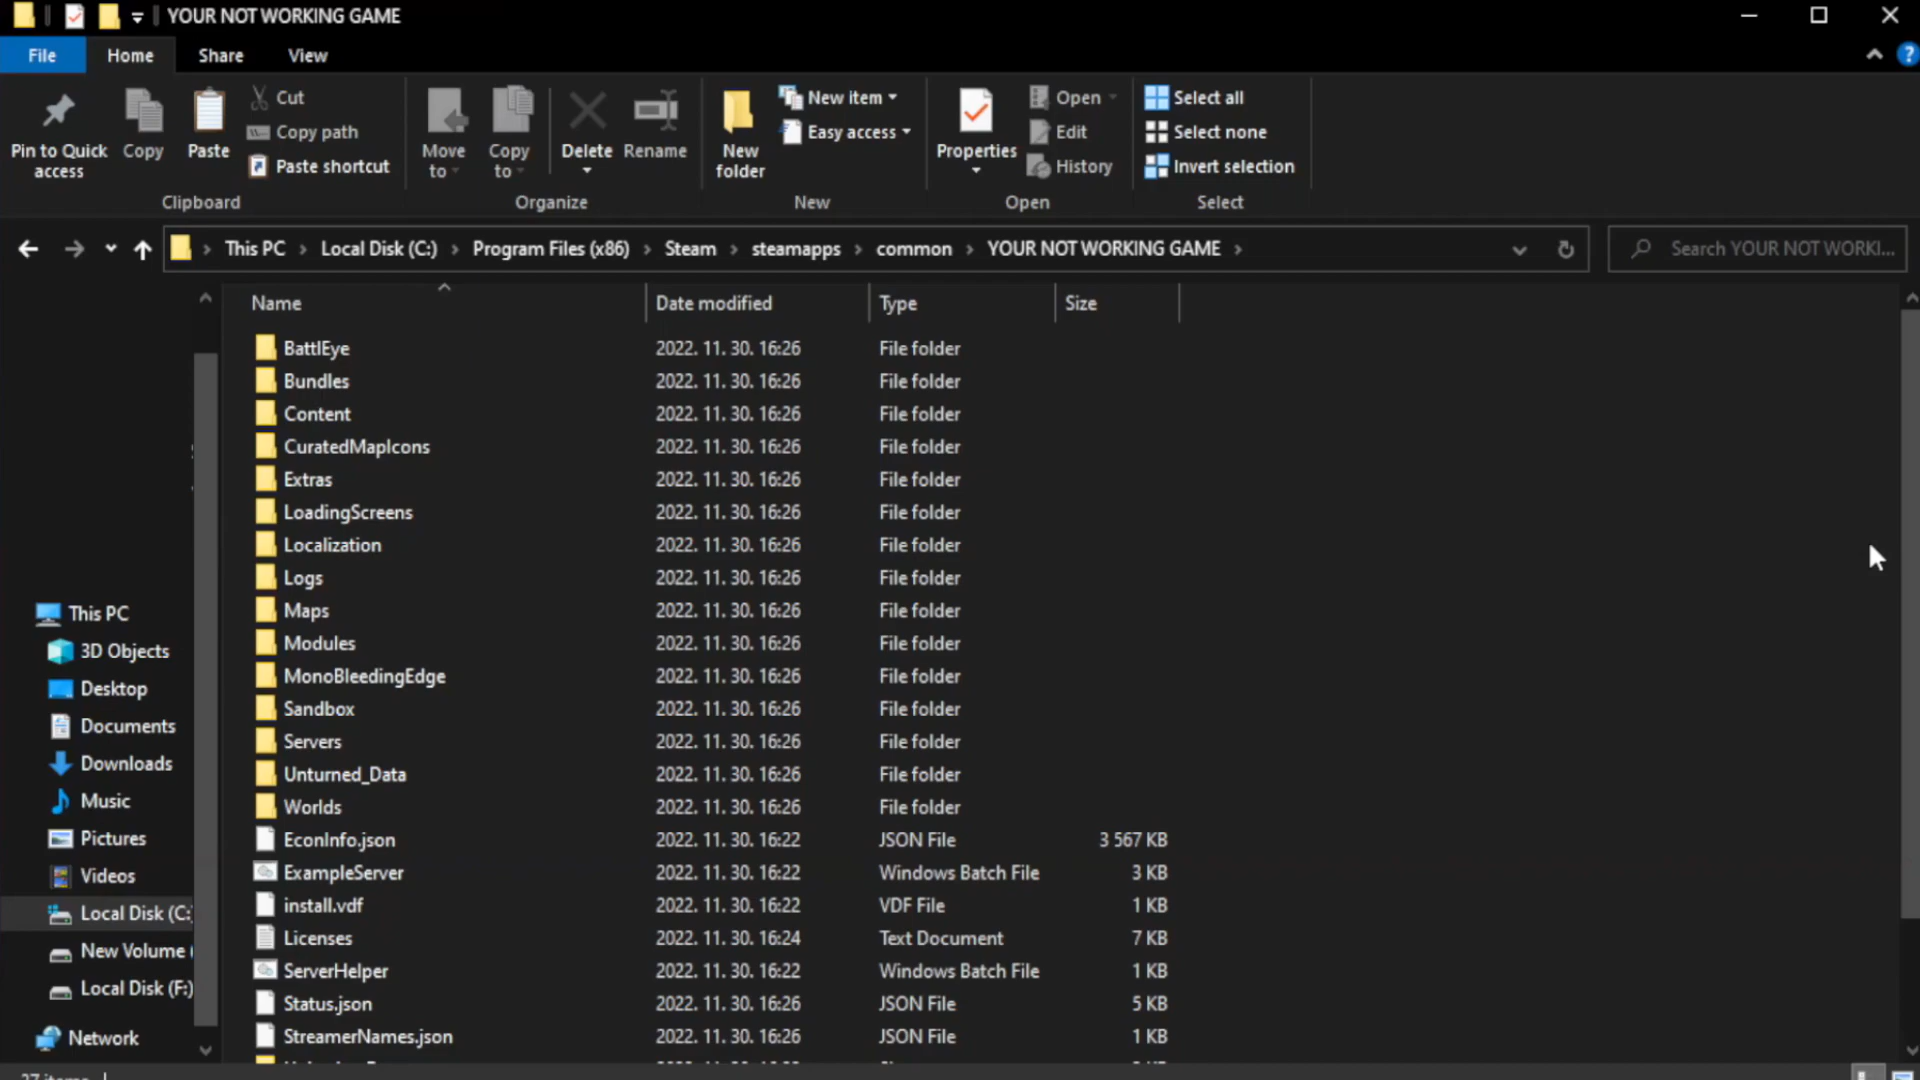 YOUR NOT WORKING GAME
File Home Share View
Pin to Quick access
Copy
Paste
Cut
Copy path
Paste shortcut
Clipboard
Move to
Copy to
Delete
Rename
Organize
New folder
New item
Easy access
New
Properties
Open
Edit
History
Open
Select all
Select none
Invert selection
Select
This PC Local Disk (C:) Program Files (x86) Steam steamapps common YOUR NOT WORKING GAME
Search YOUR NOT WORKI...
Name Date modified Type Size
BattlEye 2022. 11. 30. 16:26 File folder
Bundles 2022. 11. 30. 16:26 File folder
Content 2022. 11. 30. 16:26 File folder
CuratedMapIcons 2022. 11. 30. 16:26 File folder
Extras 2022. 11. 30. 16:26 File folder
LoadingScreens 2022. 11. 30. 16:26 File folder
Localization 2022. 11. 30. 16:26 File folder
Logs 2022. 11. 30. 16:26 File folder
Maps 2022. 11. 30. 16:26 File folder
Modules 2022. 11. 30. 16:26 File folder
MonoBleedingEdge 2022. 11. 30. 16:26 File folder
Sandbox 2022. 11. 30. 16:26 File folder
Servers 2022. 11. 30. 16:26 File folder
Unturned_Data 2022. 11. 30. 16:26 File folder
Worlds 2022. 11. 30. 16:26 File folder
EconInfo.json 2022. 11. 30. 16:22 JSON File 3 567 KB
ExampleServer 2022. 11. 30. 16:22 Windows Batch File 3 KB
install.vdf 2022. 11. 30. 16:22 VDF File 1 KB
Licenses 2022. 11. 30. 16:24 Text Document 7 KB
ServerHelper 2022. 11. 30. 16:22 Windows Batch File 1 KB
Status.json 2022. 11. 30. 16:26 JSON File 5 KB
StreamerNames.json 2022. 11. 30. 16:26 JSON File 1 KB
This PC
3D Objects
Desktop
Documents
Downloads
Music
Pictures
Videos
Local Disk (C:)
New Volume (
Local Disk (F:)
Network